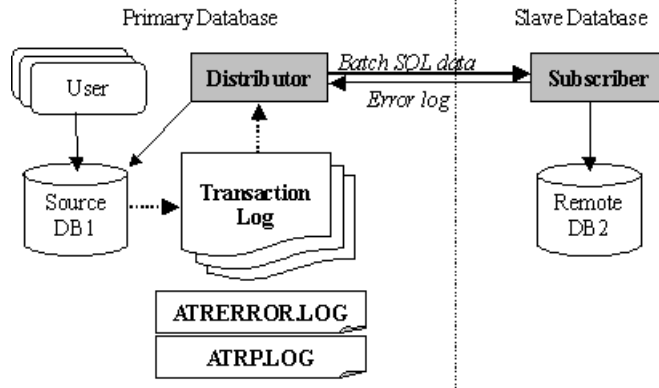 Primary Database
Slave Database
User
Distributor
Batch SQL data
Error log
Subscriber
Source
DB1
Transaction
Log
Remote
DB2
ATRERROR.LOG
ATRP.LOG